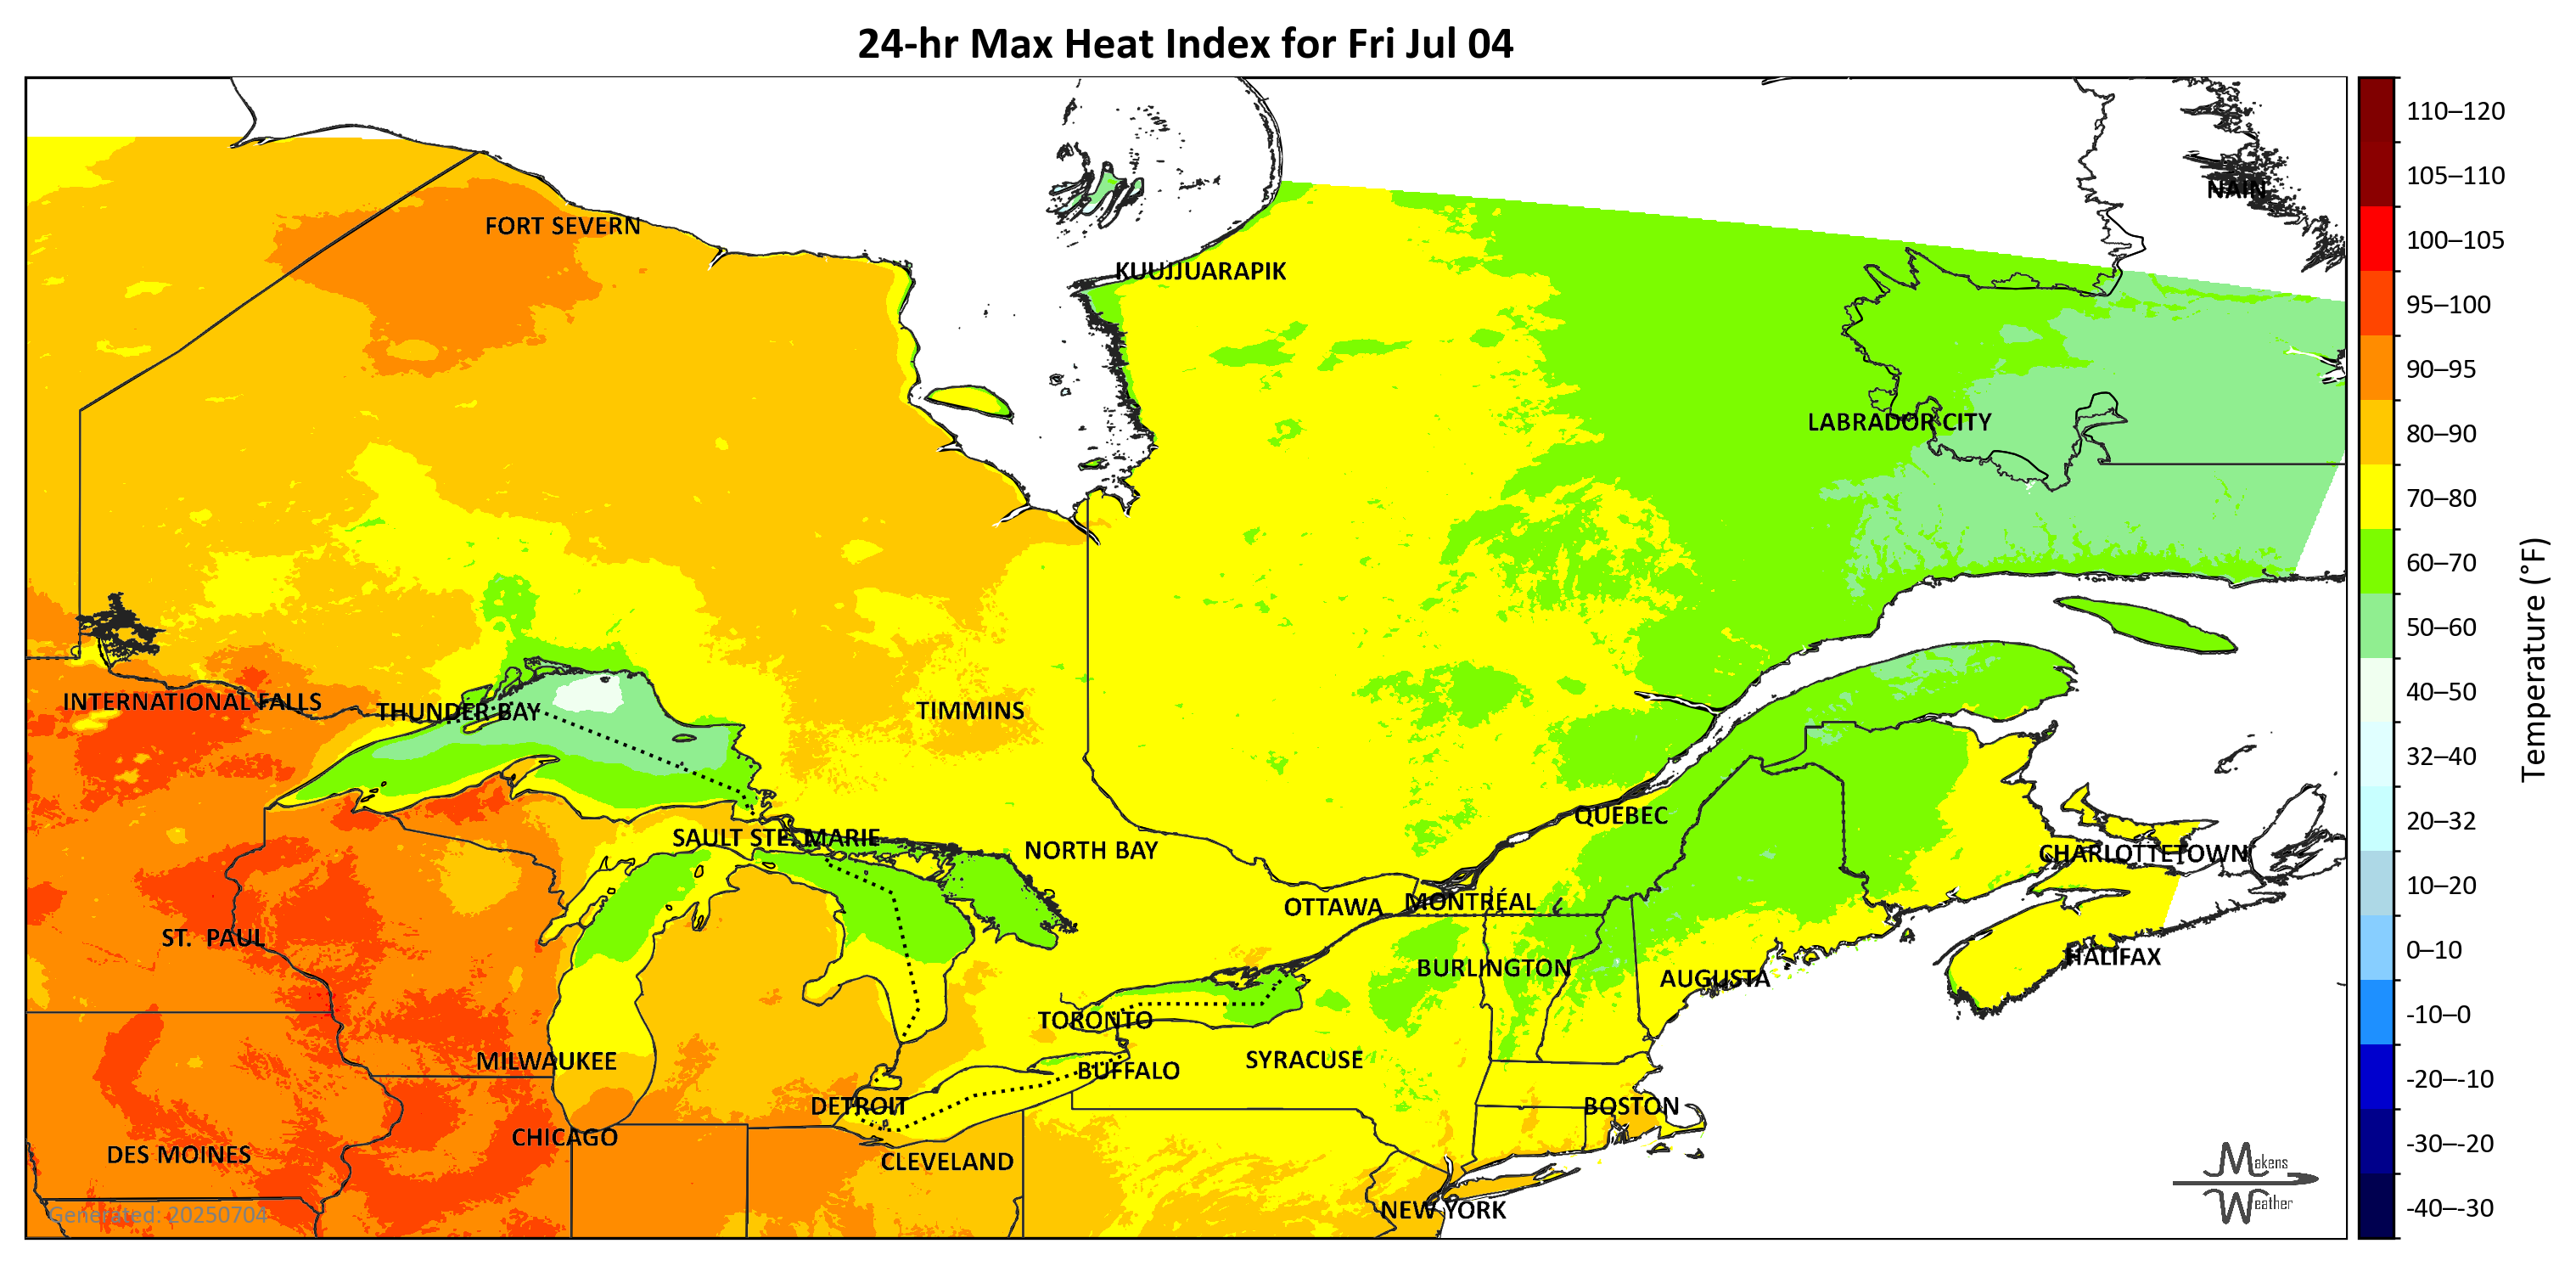 24-hr Max Heat Index for Fri Jul 04
110–120
105–110
NAIN
FORT SEVERN
100–105
KUUJJUARAPIK
95–100
90–95
LABRADOR CITY
80–90
70–80
60–70
50–60
Temperature (°F)
40–50
INTERNATIONAL FALLS
THUNDER BAY
TIMMINS
32–40
QUEBEC
20–32
SAULT STE. MARIE
NORTH BAY
CHARLOTTETOWN
10–20
OTTAWA
MONTRÉAL
ST. PAUL
0–10
BURLINGTON
AUGUSTA
HALIFAX
TORONTO
-10–0
MILWAUKEE
BUFFALO
SYRACUSE
-20–-10
DETROIT
BOSTON
CHICAGO
-30–-20
DES MOINES
CLEVELAND
Makens
Weather
NEW YORK
-40–-30
Generated: 20250704